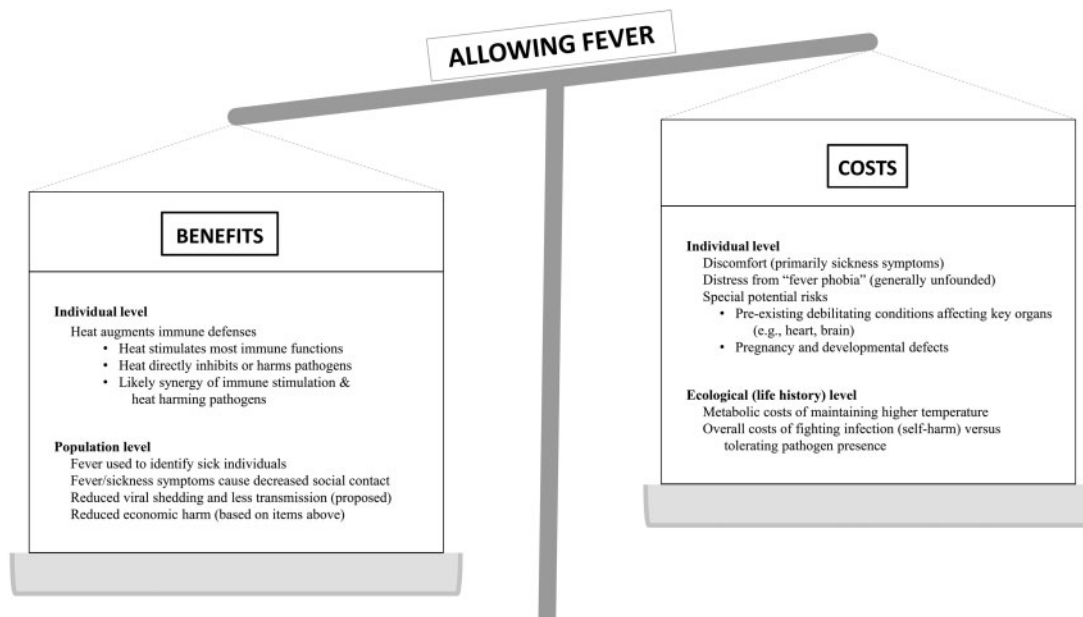 ALLOWING FEVER
BENEFITS
Individual level
Heat augments immune defenses
• Heat stimulates most immune functions
• Heat directly inhibits or harms pathogens
• Likely synergy of immune stimulation &
heat harming pathogens
Population level
Fever used to identify sick individuals
Fever/sickness symptoms cause decreased social contact
Reduced viral shedding and less transmission (proposed)
Reduced economic harm (based on items above)
COSTS
Individual level
Discomfort (primarily sickness symptoms)
Distress from “fever phobia” (generally unfounded)
Special potential risks
• Pre-existing debilitating conditions affecting key organs
(e.g., heart, brain)
• Pregnancy and developmental defects
Ecological (life history) level
Metabolic costs of maintaining higher temperature
Overall costs of fighting infection (self-harm) versus
tolerating pathogen presence